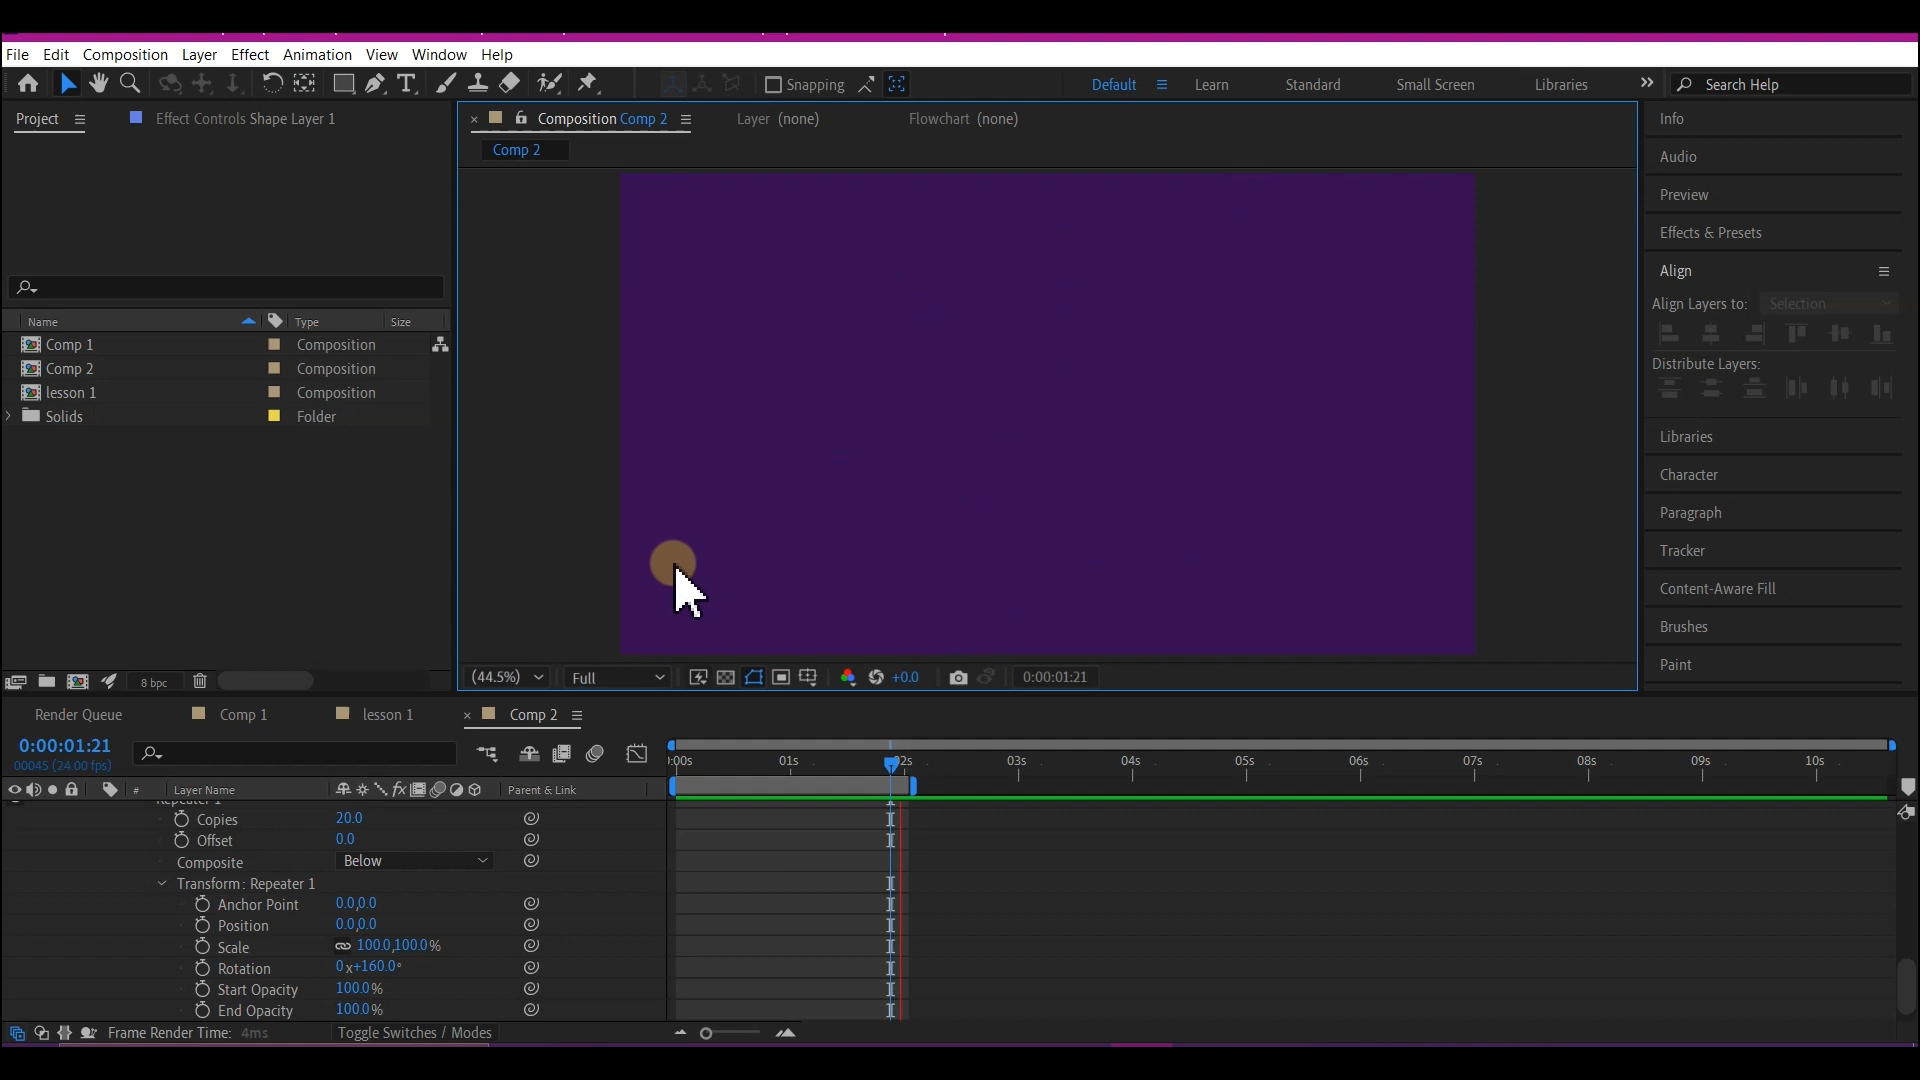 File Edit Composition Layer Effect Animation View Window Help
Snapping Default Learn Standard Small Screen Libraries Search Help
Project Effect Controls Shape Layer 1
Composition Comp 2 Layer (none) Flowchart (none)
Comp 2
Info
Audio
Preview
Effects & Presets
Align
Align Layers to: Selection
Distribute Layers:
Libraries
Character
Paragraph
Tracker
Content-Aware Fill
Brushes
Paint
Name Type Size
Comp 1 Composition
Comp 2 Composition
lesson 1 Composition
Solids Folder
8 bpc
(44.5%) Full +0.0 0:00:01:21
Render Queue Comp 1 lesson 1 Comp 2
0:00:01:21
00045 (24.00 fps)
:00s 01s 02s 03s 04s 05s 06s 07s 08s 09s 10s
# Layer Name Parent & Link
Repeater 1
Copies 20.0
Offset 0.0
Composite Below
Transform: Repeater 1
Anchor Point 0.0,0.0
Position 0.0,0.0
Scale 100.0,100.0%
Rotation 0x+160.0°
Start Opacity 100.0%
End Opacity 100.0%
Frame Render Time: 4ms Toggle Switches / Modes